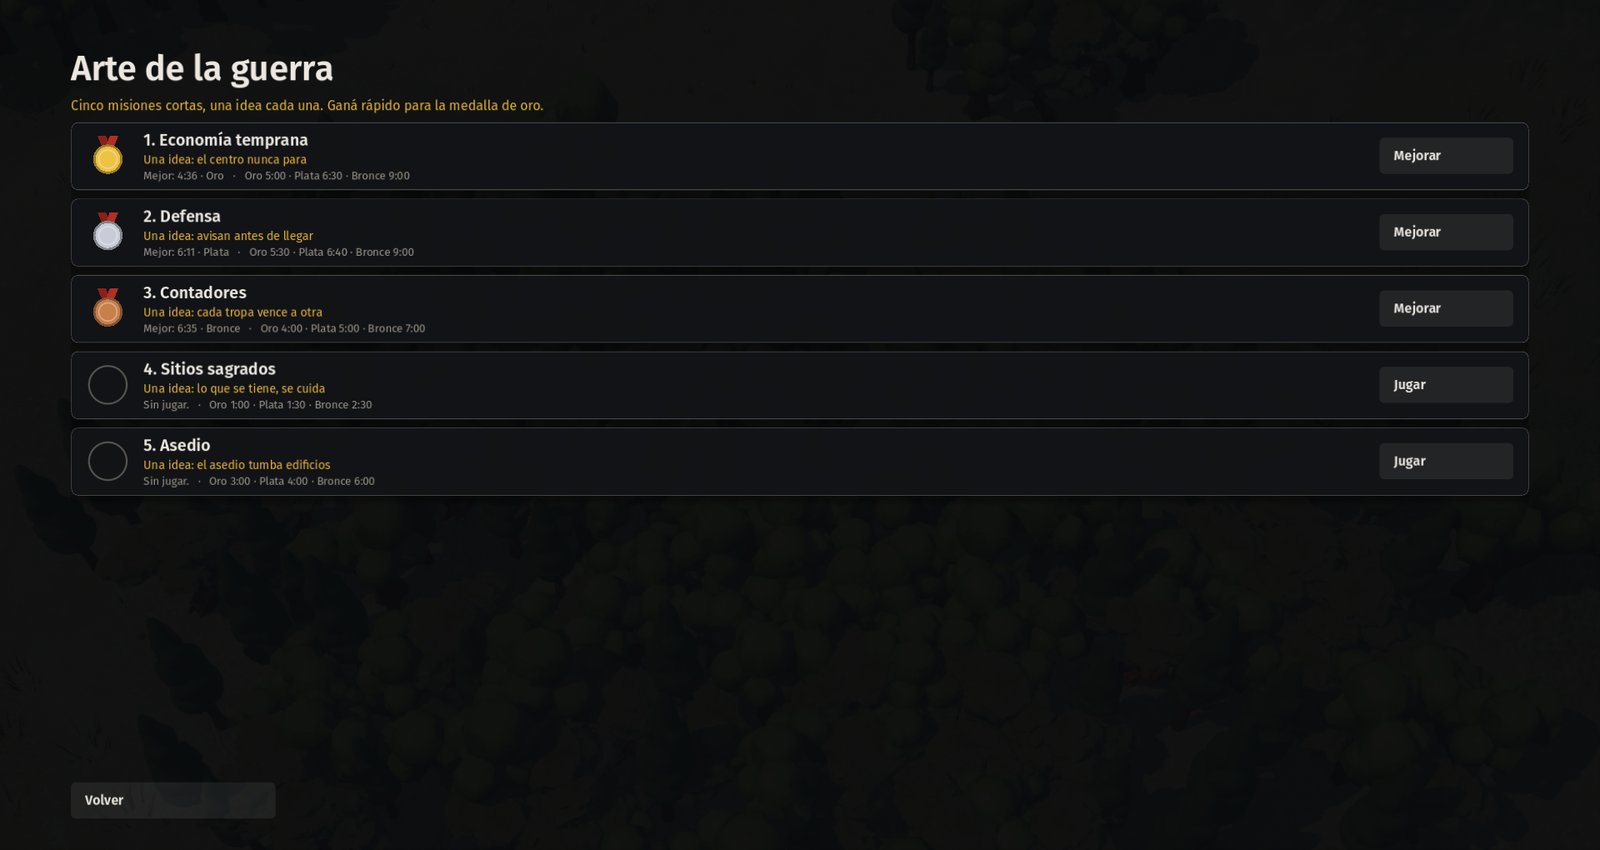 Arte de la guerra
Cinco misiones cortas, una idea cada una. Ganá rápido para la medalla de oro.
1. Economía temprana
Una idea: el centro nunca para
Mejor: 4:36 · Oro · Oro 5:00 · Plata 6:30 · Bronce 9:00
Mejorar
2. Defensa
Una idea: avisan antes de llegar
Mejor: 6:11 · Plata · Oro 5:30 · Plata 6:40 · Bronce 9:00
Mejorar
3. Contadores
Una idea: cada tropa vence a otra
Mejor: 6:35 · Bronce · Oro 4:00 · Plata 5:00 · Bronce 7:00
Mejorar
4. Sitios sagrados
Una idea: lo que se tiene, se cuida
Sin jugar. · Oro 1:00 · Plata 1:30 · Bronce 2:30
Jugar
5. Asedio
Una idea: el asedio tumba edificios
Sin jugar. · Oro 3:00 · Plata 4:00 · Bronce 6:00
Jugar
Volver